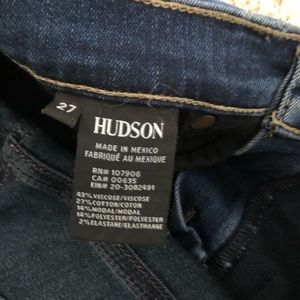 27
HUDSON
MADE IN MEXICO
FABRIQUÉ AU MEXIQUE
RN# 107906
CA# 00635
EIN# 20-3082491
43% VISCOSE/VISCOSE
27% COTTON/COTON
14% MODAL/MODAL
14% POLYESTER/POLYESTER
2% ELASTANE/ELASTHANNE